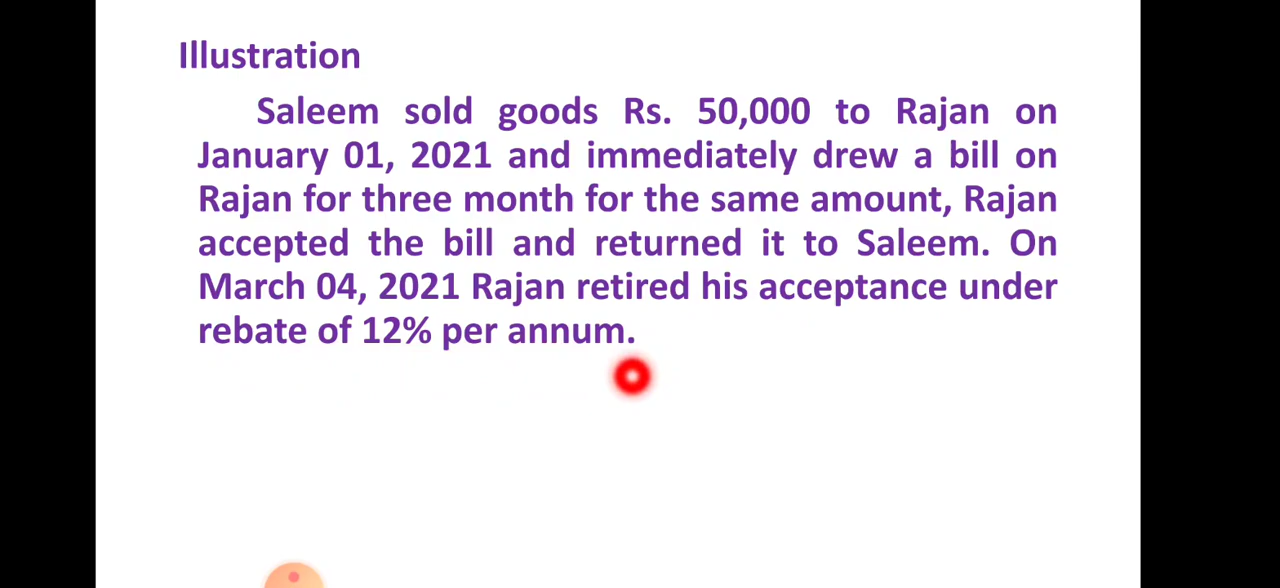 Illustration
Saleem sold goods Rs. 50,000 to Rajan on
January 01, 2021 and immediately drew a bill on
Rajan for three month for the same amount, Rajan
accepted the bill and returned it to Saleem. On
March 04, 2021 Rajan retired his acceptance under
rebate of 12% per annum.